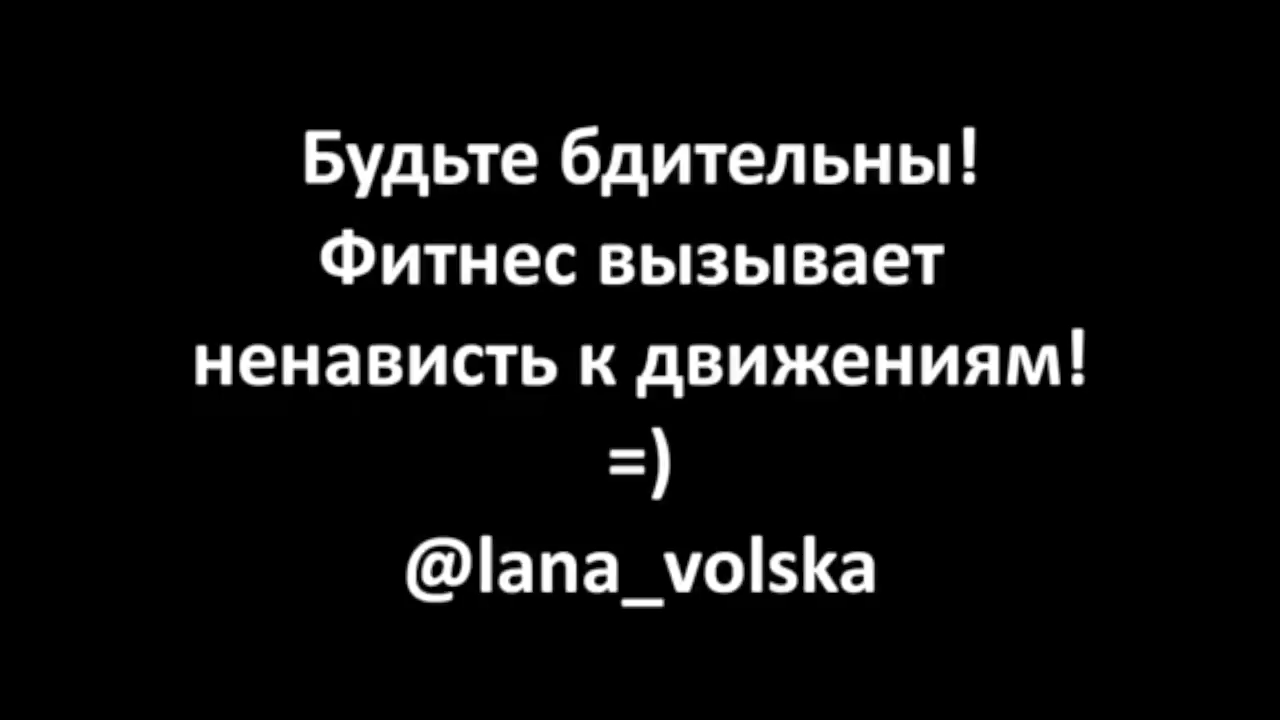 Будьте бдительны!
Фитнес вызывает
ненависть к движениям!
=)
@lana_volska